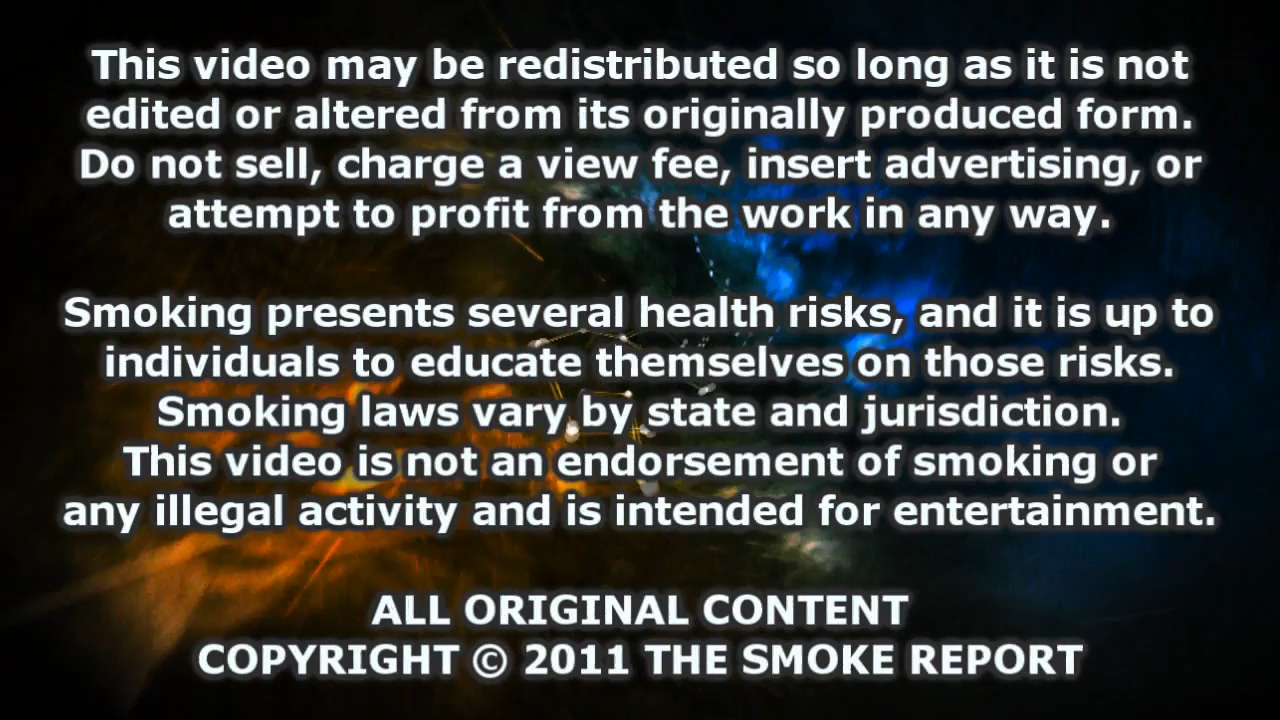 This video may be redistributed so long as it is not
edited or altered from its originally produced form.
Do not sell, charge a view fee, insert advertising, or
attempt to profit from the work in any way.
Smoking presents several health risks, and it is up to
individuals to educate themselves on those risks.
Smoking laws vary by state and jurisdiction.
This video is not an endorsement of smoking or
any illegal activity and is intended for entertainment.
ALL ORIGINAL CONTENT
COPYRIGHT © 2011 THE SMOKE REPORT